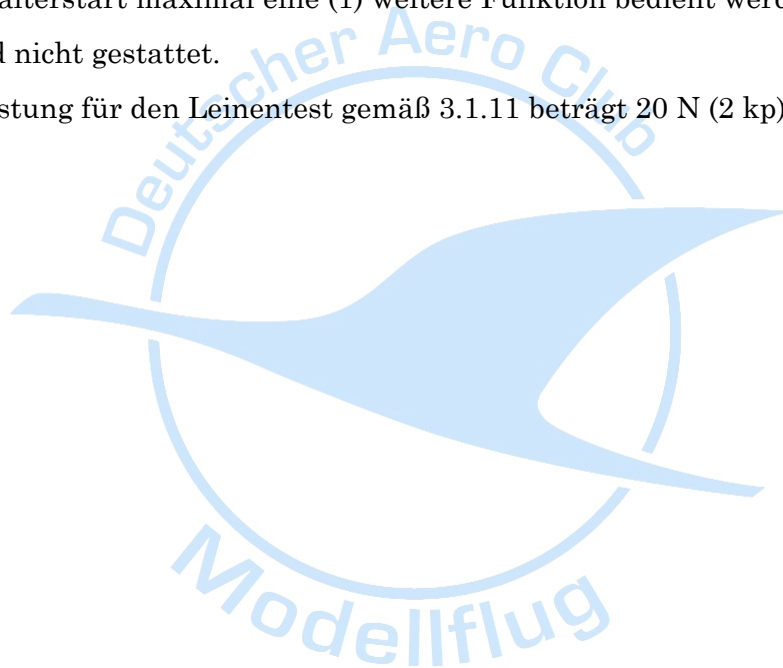 alterstart maximal eine (1) weitere Funktion bedient werd
d nicht gestattet.
stung für den Leinentest gemäß 3.1.11 beträgt 20 N (2 kp)
Deutscher Aero Club
Modellflug